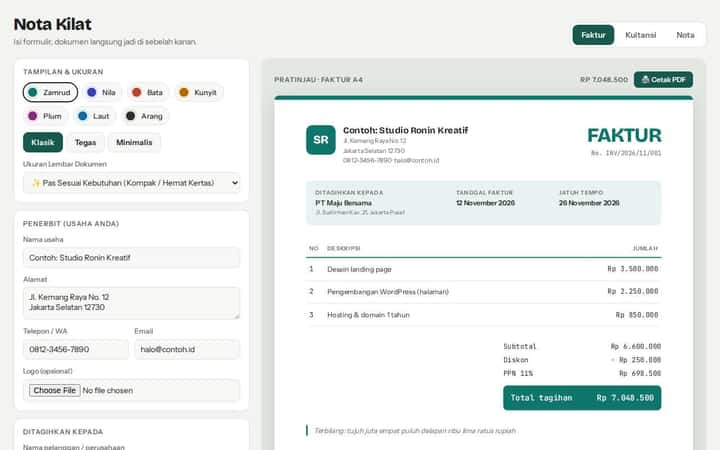 Nota Kilat
Isi formulir, dokumen langsung jadi di sebelah kanan.
Faktur Kuitansi Nota
TAMPILAN & UKURAN
Zamrud Nila Bata Kunyit
Plum Laut Arang
Klasik Tegas Minimalis
Ukuran Lembar Dokumen
✨ Pas Sesuai Kebutuhan (Kompak / Hemat Kertas)
PENERBIT (USAHA ANDA)
Nama usaha
Contoh: Studio Ronin Kreatif
Alamat
Jl. Kemang Raya No. 12
Jakarta Selatan 12730
Telepon / WA Email
0812-3456-7890 halo@contoh.id
Logo (opsional)
Choose File No file chosen
DITAGIHKAN KEPADA
Nama pelanggan / perusahaan
PRATINJAU · FAKTUR A4
RP 7.048.500 🖨 Cetak PDF
SR
Contoh: Studio Ronin Kreatif
Jl. Kemang Raya No. 12
Jakarta Selatan 12730
0812-3456-7890 · halo@contoh.id
FAKTUR
No. INV/2026/11/001
DITAGIHKAN KEPADA TANGGAL FAKTUR JATUH TEMPO
PT Maju Bersama 12 November 2026 26 November 2026
Jl. Sudirman Kav. 21, Jakarta Pusat
NO DESKRIPSI JUMLAH
1 Desain landing page Rp 3.500.000
2 Pengembangan WordPress (halaman) Rp 2.250.000
3 Hosting & domain 1 tahun Rp 850.000
Subtotal Rp 6.600.000
Diskon - Rp 250.000
PPN 11% Rp 698.500
Total tagihan Rp 7.048.500
Terbilang: tujuh juta empat puluh delapan ribu lima ratus rupiah